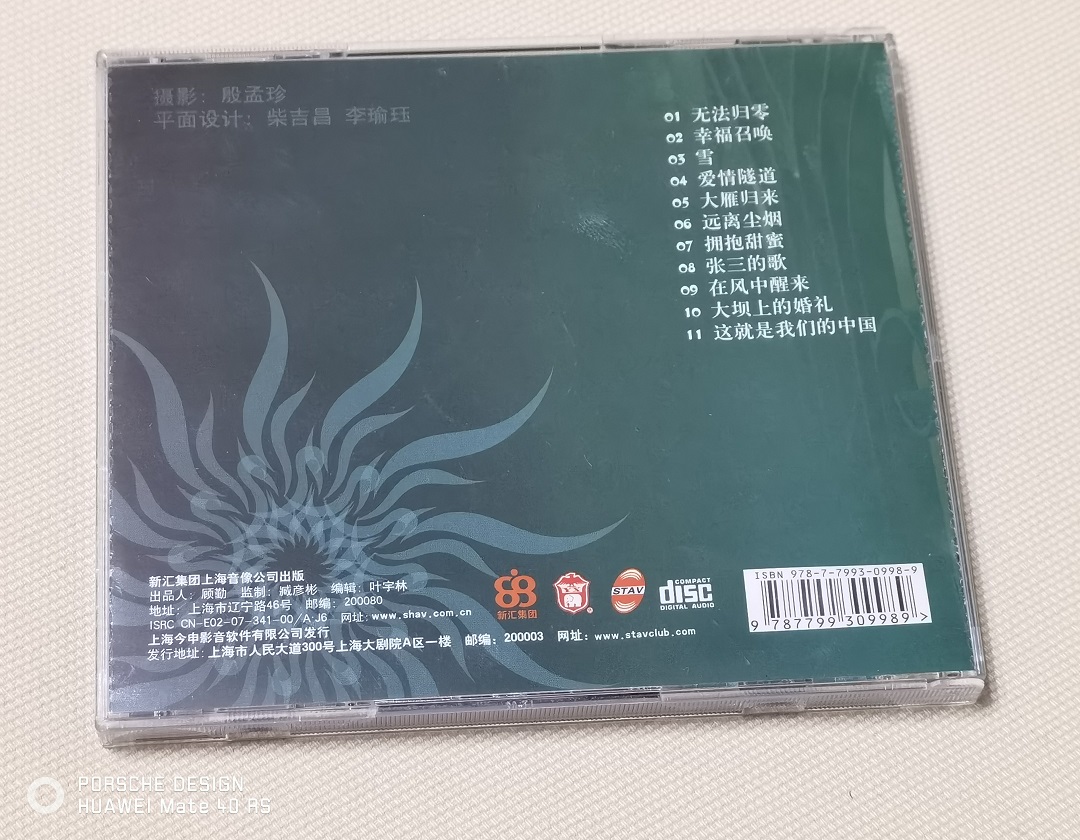 摄影：殷孟珍
平面设计：柴吉昌 李瑜珏
01 无法归零
02 幸福召唤
03 雪
04 爱情隧道
05 大雁归来
06 远离尘烟
07 拥抱甜蜜
08 张三的歌
09 在风中醒来
10 大坝上的婚礼
11 这就是我们的中国
新汇集团上海音像公司出版
出品人：顾勤 监制：臧彦彬 编辑：叶宇林
地址：上海市辽宁路46号 邮编：200080
ISRC CN-E02-07-341-00/A·J6 网址：www.shav.com.cn
上海今申影音软件有限公司发行
发行地址：上海市人民大道300号上海大剧院A区一楼 邮编：200003 网址：www.stavclub.com
新汇集团
®
STAV
COMPACT
disc
DIGITAL AUDIO
ISBN 978-7-7993-0998-9
9 787799 309989 >
PORSCHE DESIGN
HUAWEI Mate 40 RS